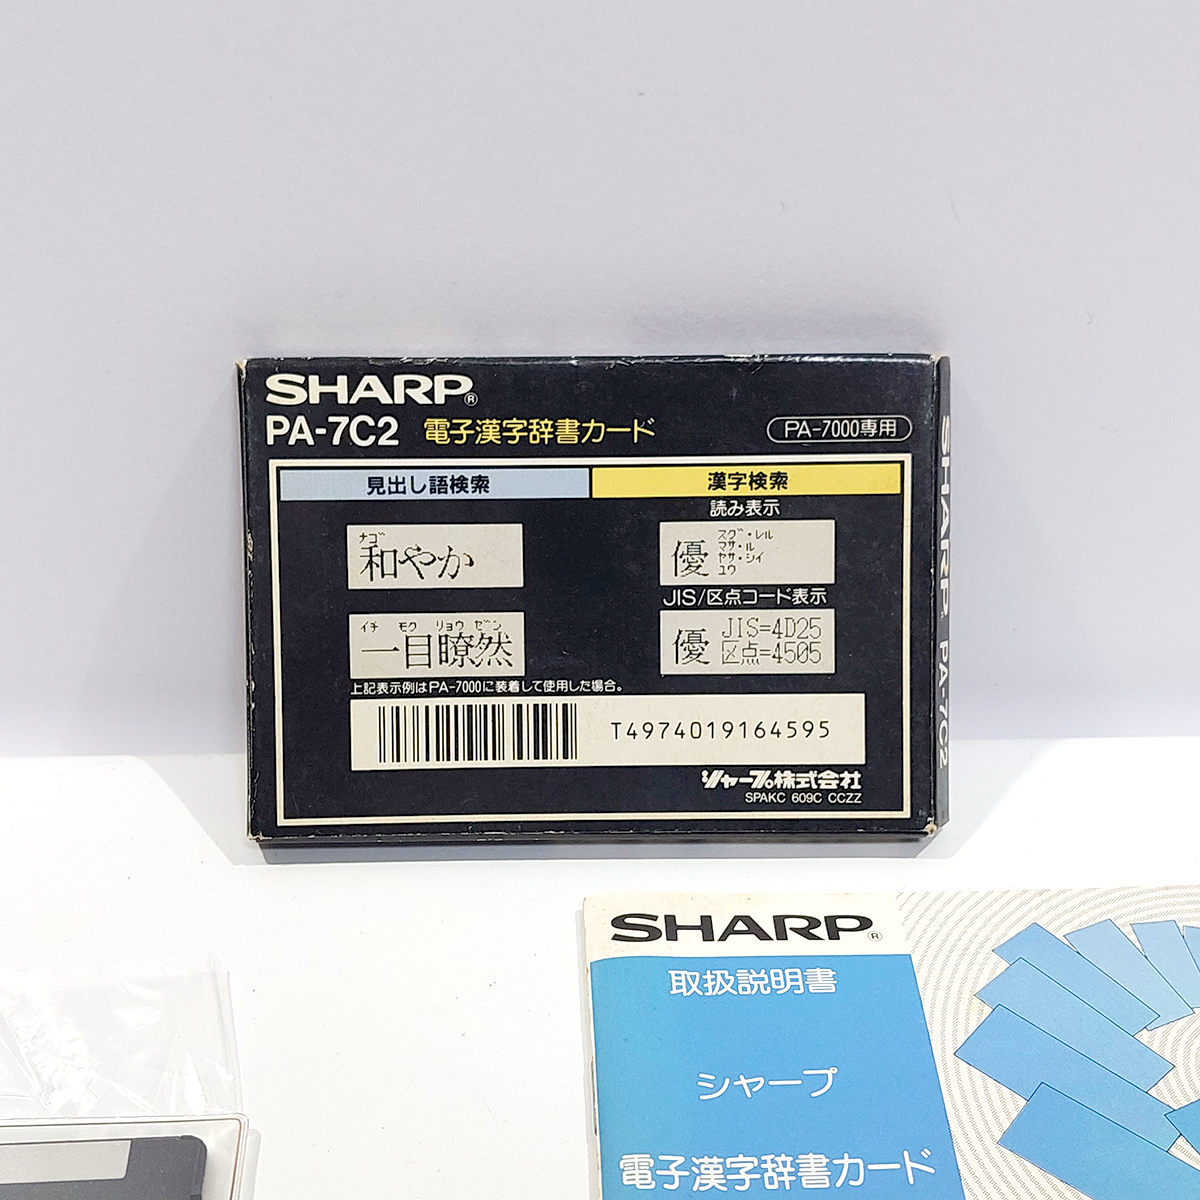 SHARP®
PA-7C2 電子漢字辞書カード PA-7000専用
見出し語検索
ナゴ
和やか
イチ モク リョウ ゼン
一目瞭然
漢字検索
読み表示
優 スグ・レル
マサ・ル
ヤサ・シイ
ユウ
JIS/区点コード表示
優 JIS=4D25
区点=4505
上記表示例はPA-7000に装着して使用した場合。
T4974019164595
シャープ株式会社
SPAKC 609C CCZZ
SHARP PA-7C2
SHARP®
取扱説明書
シャープ
電子漢字辞書カード